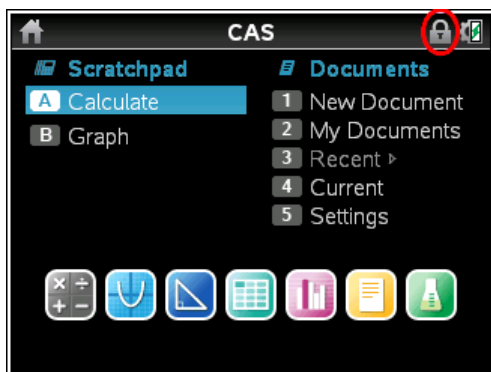 CAS
Scratchpad
A Calculate
B Graph
Documents
1 New Document
2 My Documents
3 Recent ▹
4 Current
5 Settings